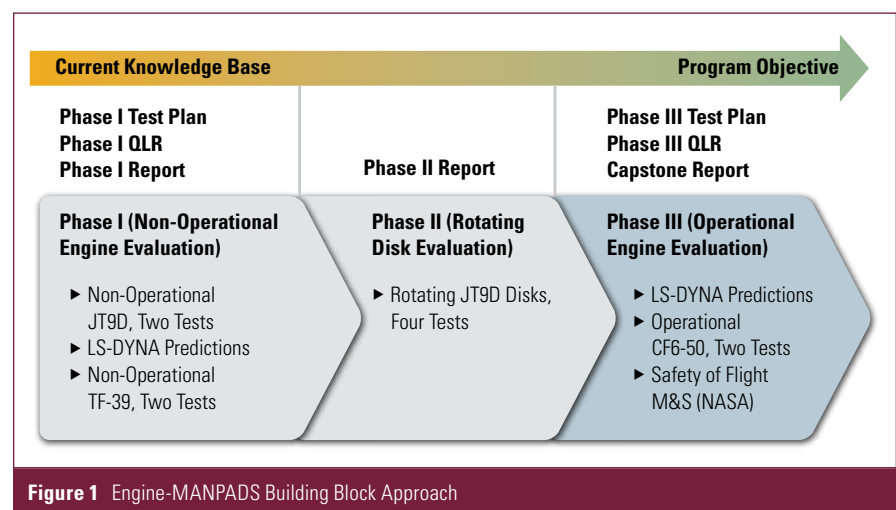 Current Knowledge Base
Program Objective
Phase I Test Plan
Phase I QLR
Phase I Report
Phase II Report
Phase III Test Plan
Phase III QLR
Capstone Report
Phase I (Non-Operational
Engine Evaluation)
► Non-Operational
JT9D, Two Tests
► LS-DYNA Predictions
► Non-Operational
TF-39, Two Tests
Phase II (Rotating
Disk Evaluation)
► Rotating JT9D Disks,
Four Tests
Phase III (Operational
Engine Evaluation)
► LS-DYNA Predictions
► Operational
CF6-50, Two Tests
► Safety of Flight
M&S (NASA)
Figure 1 Engine-MANPADS Building Block Approach